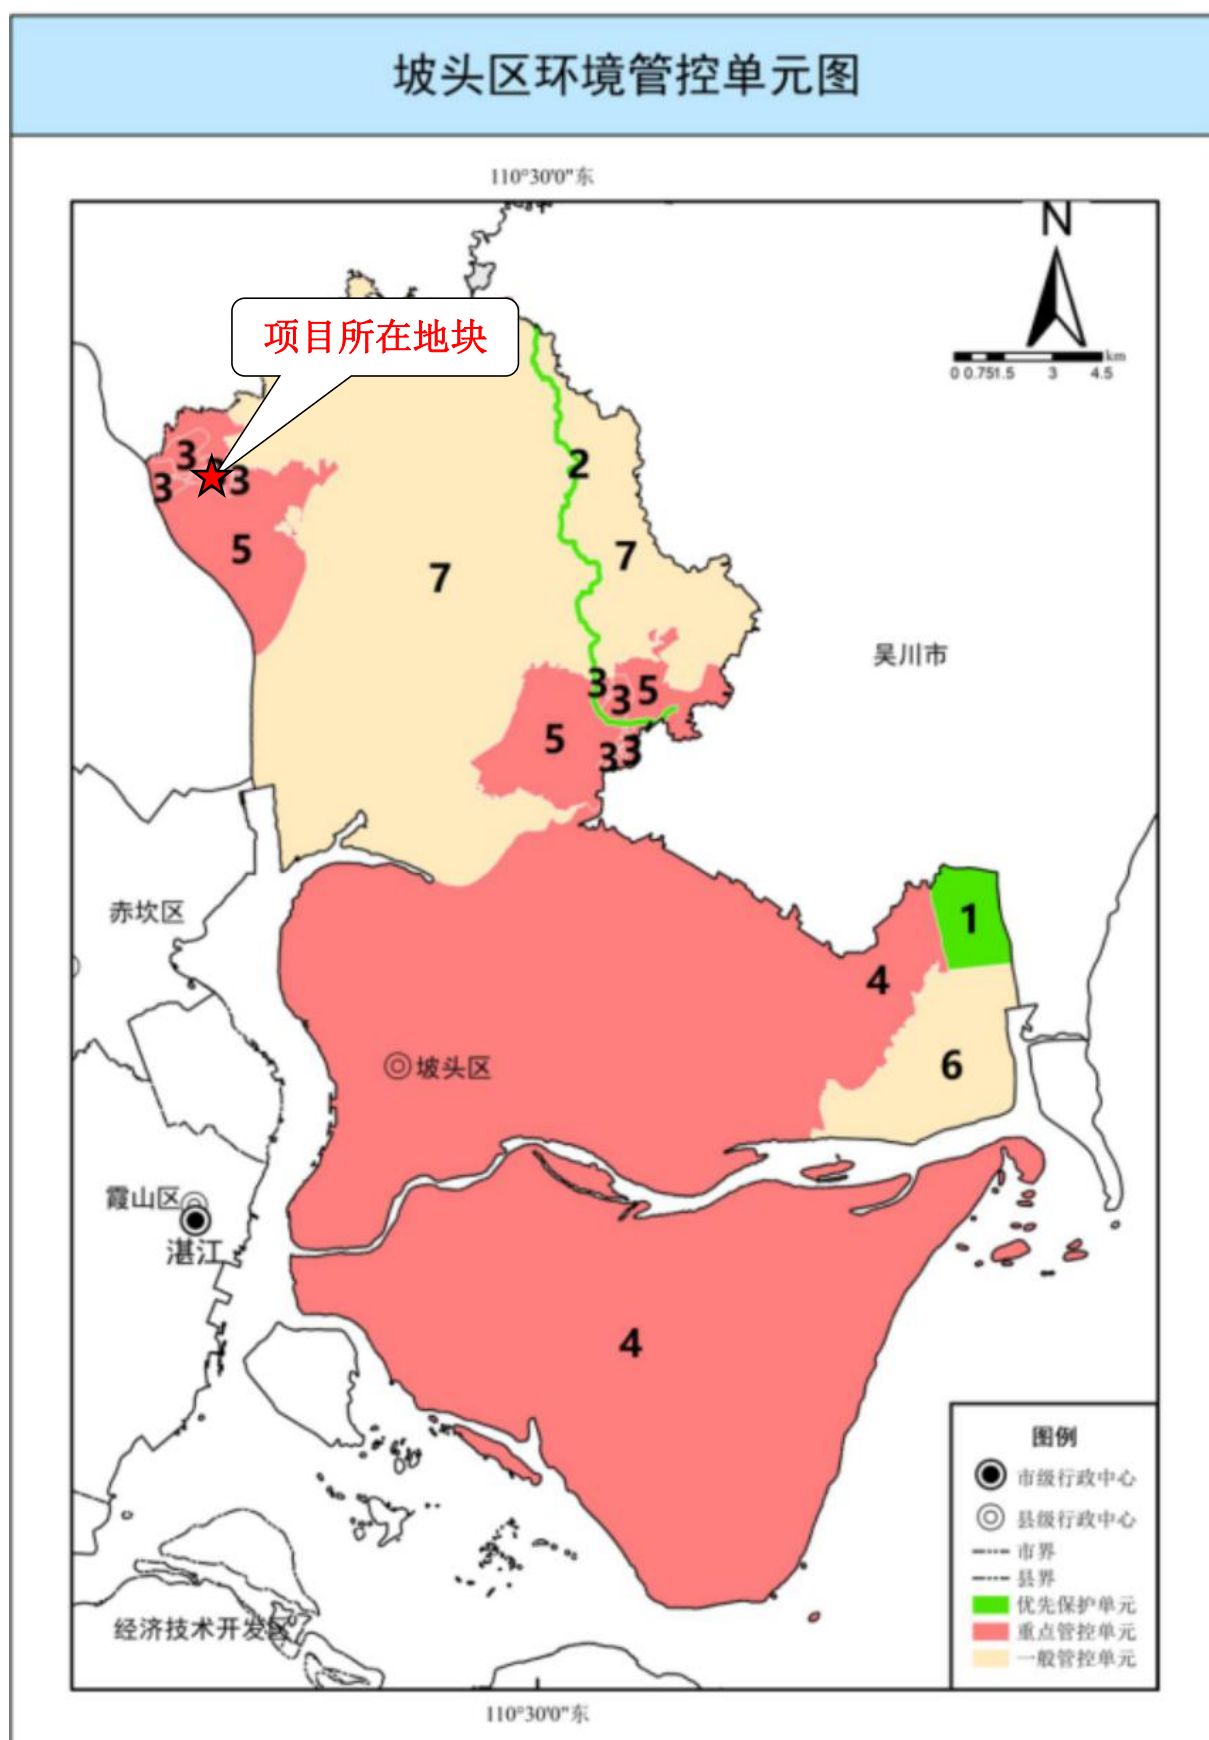 坡头区环境管控单元图
110°30'0"东
N
km
0 0.751.5 3 4.5
项目所在地块
3
3
3
2
5
7
7
吴川市
3
3
5
5
3
3
1
赤坎区
4
6
坡头区
霞山区
湛江
4
图例
市级行政中心
县级行政中心
市界
县界
优先保护单元
重点管控单元
一般管控单元
经济技术开发区
110°30'0"东